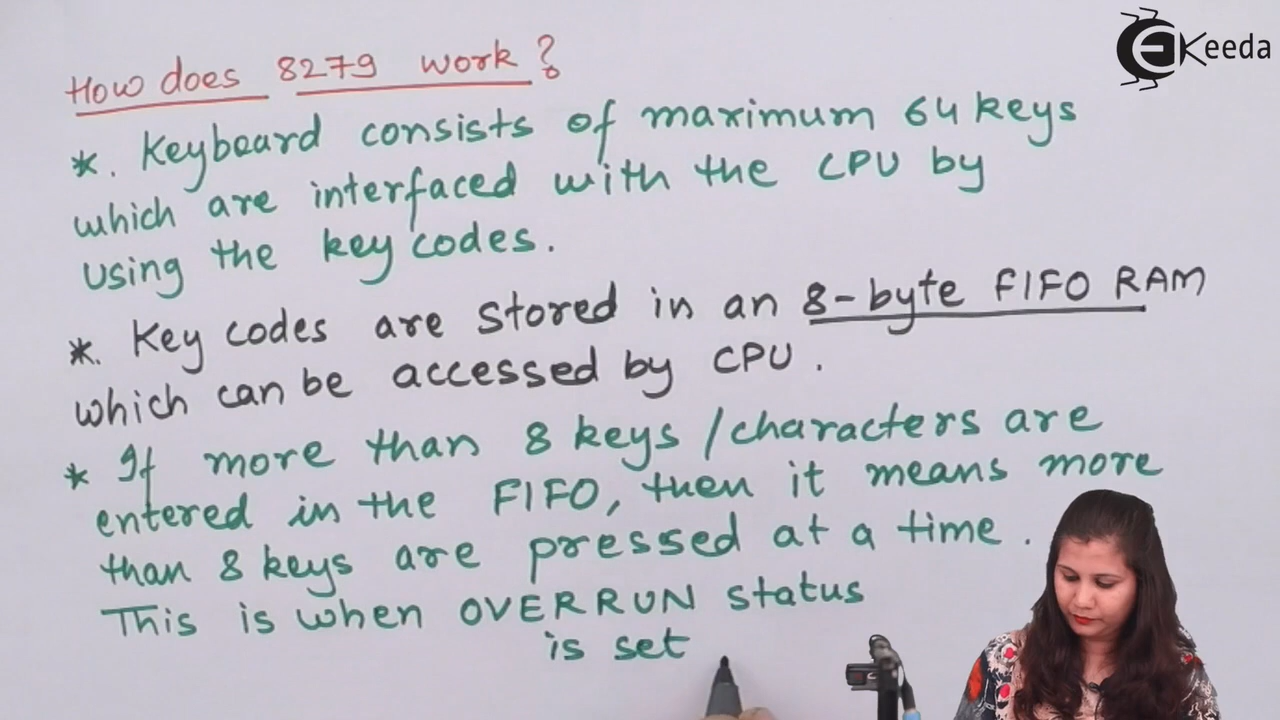 How does 8279 work?
Keeda
*. Keyboard consists of maximum 64 keys
which are interfaced with the CPU by
using the key codes.
*. Key codes are stored in an 8-byte FIFO RAM
which can be accessed by CPU.
* If more than 8 keys /characters are
entered in the FIFO, then it means more
than 8 keys are pressed at a time.
This is when OVERRUN status
is set